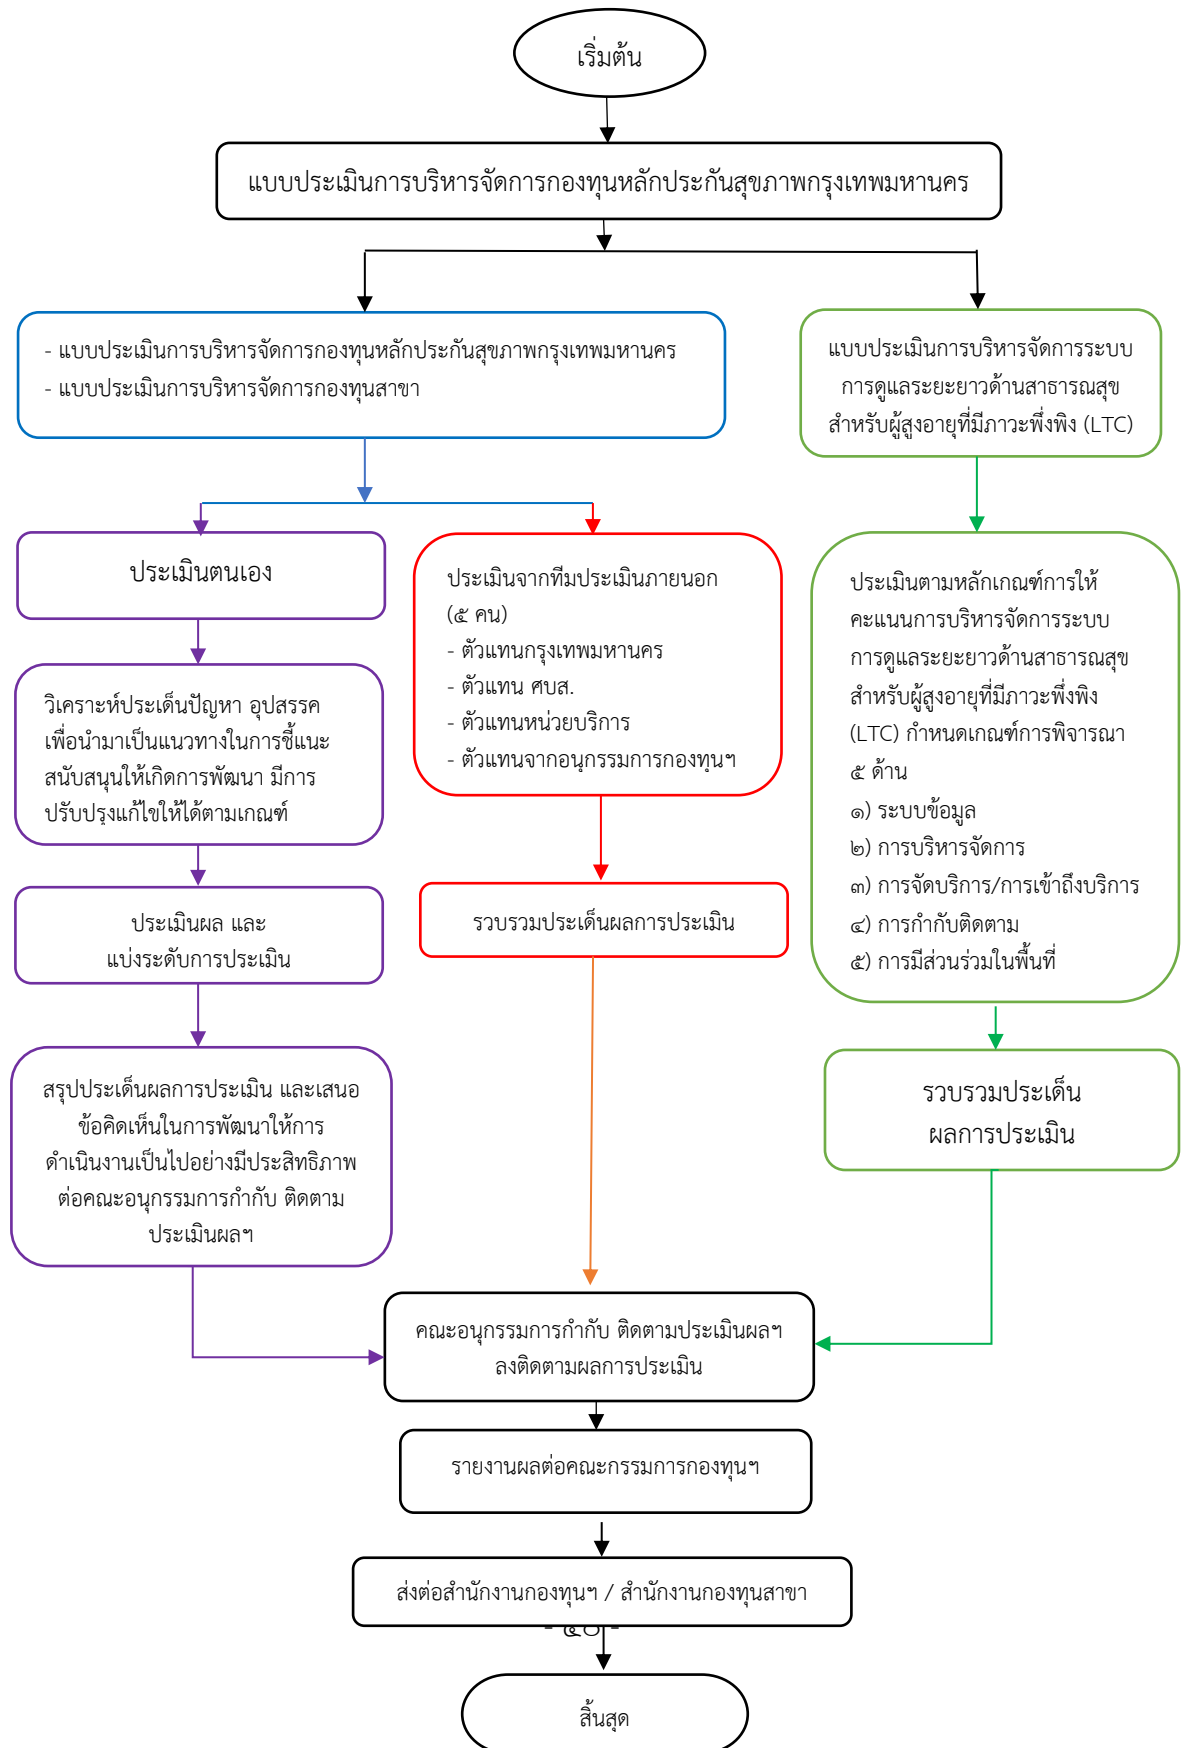 เริ่มต้น
แบบประเมินการบริหารจัดการกองทุนหลักประกันสุขภาพกรุงเทพมหานคร
- แบบประเมินการบริหารจัดการกองทุนหลักประกันสุขภาพกรุงเทพมหานคร
- แบบประเมินการบริหารจัดการกองทุนสาขา
แบบประเมินการบริหารจัดการระบบ
การดูแลระยะยาวด้านสาธารณสุข
สำหรับผู้สูงอายุที่มีภาวะพึ่งพิง (LTC)
ประเมินตนเอง
วิเคราะห์ประเด็นปัญหา อุปสรรค
เพื่อนำมาเป็นแนวทางในการชี้แนะ
สนับสนุนให้เกิดการพัฒนา มีการ
ปรับปรุงแก้ไขให้ได้ตามเกณฑ์
ประเมินผล และ
แบ่งระดับการประเมิน
สรุปประเด็นผลการประเมิน และเสนอ
ข้อคิดเห็นในการพัฒนาให้การ
ดำเนินงานเป็นไปอย่างมีประสิทธิภาพ
ต่อคณะอนุกรรมการกำกับ ติดตาม
ประเมินผลฯ
ประเมินจากทีมประเมินภายนอก
(๕ คน)
- ตัวแทนกรุงเทพมหานคร
- ตัวแทน ศบส.
- ตัวแทนหน่วยบริการ
- ตัวแทนจากอนุกรรมการกองทุนฯ
รวบรวมประเด็นผลการประเมิน
ประเมินตามหลักเกณฑ์การให้
คะแนนการบริหารจัดการระบบ
การดูแลระยะยาวด้านสาธารณสุข
สำหรับผู้สูงอายุที่มีภาวะพึ่งพิง
(LTC) กำหนดเกณฑ์การพิจารณา
๕ ด้าน
๑) ระบบข้อมูล
๒) การบริหารจัดการ
๓) การจัดบริการ/การเข้าถึงบริการ
๔) การกำกับติดตาม
๕) การมีส่วนร่วมในพื้นที่
รวบรวมประเด็น
ผลการประเมิน
คณะอนุกรรมการกำกับ ติดตามประเมินผลฯ
ลงติดตามผลการประเมิน
รายงานผลต่อคณะกรรมการกองทุนฯ
ส่งต่อสำนักงานกองทุนฯ / สำนักงานกองทุนสาขา
- ๕๐ -
สิ้นสุด